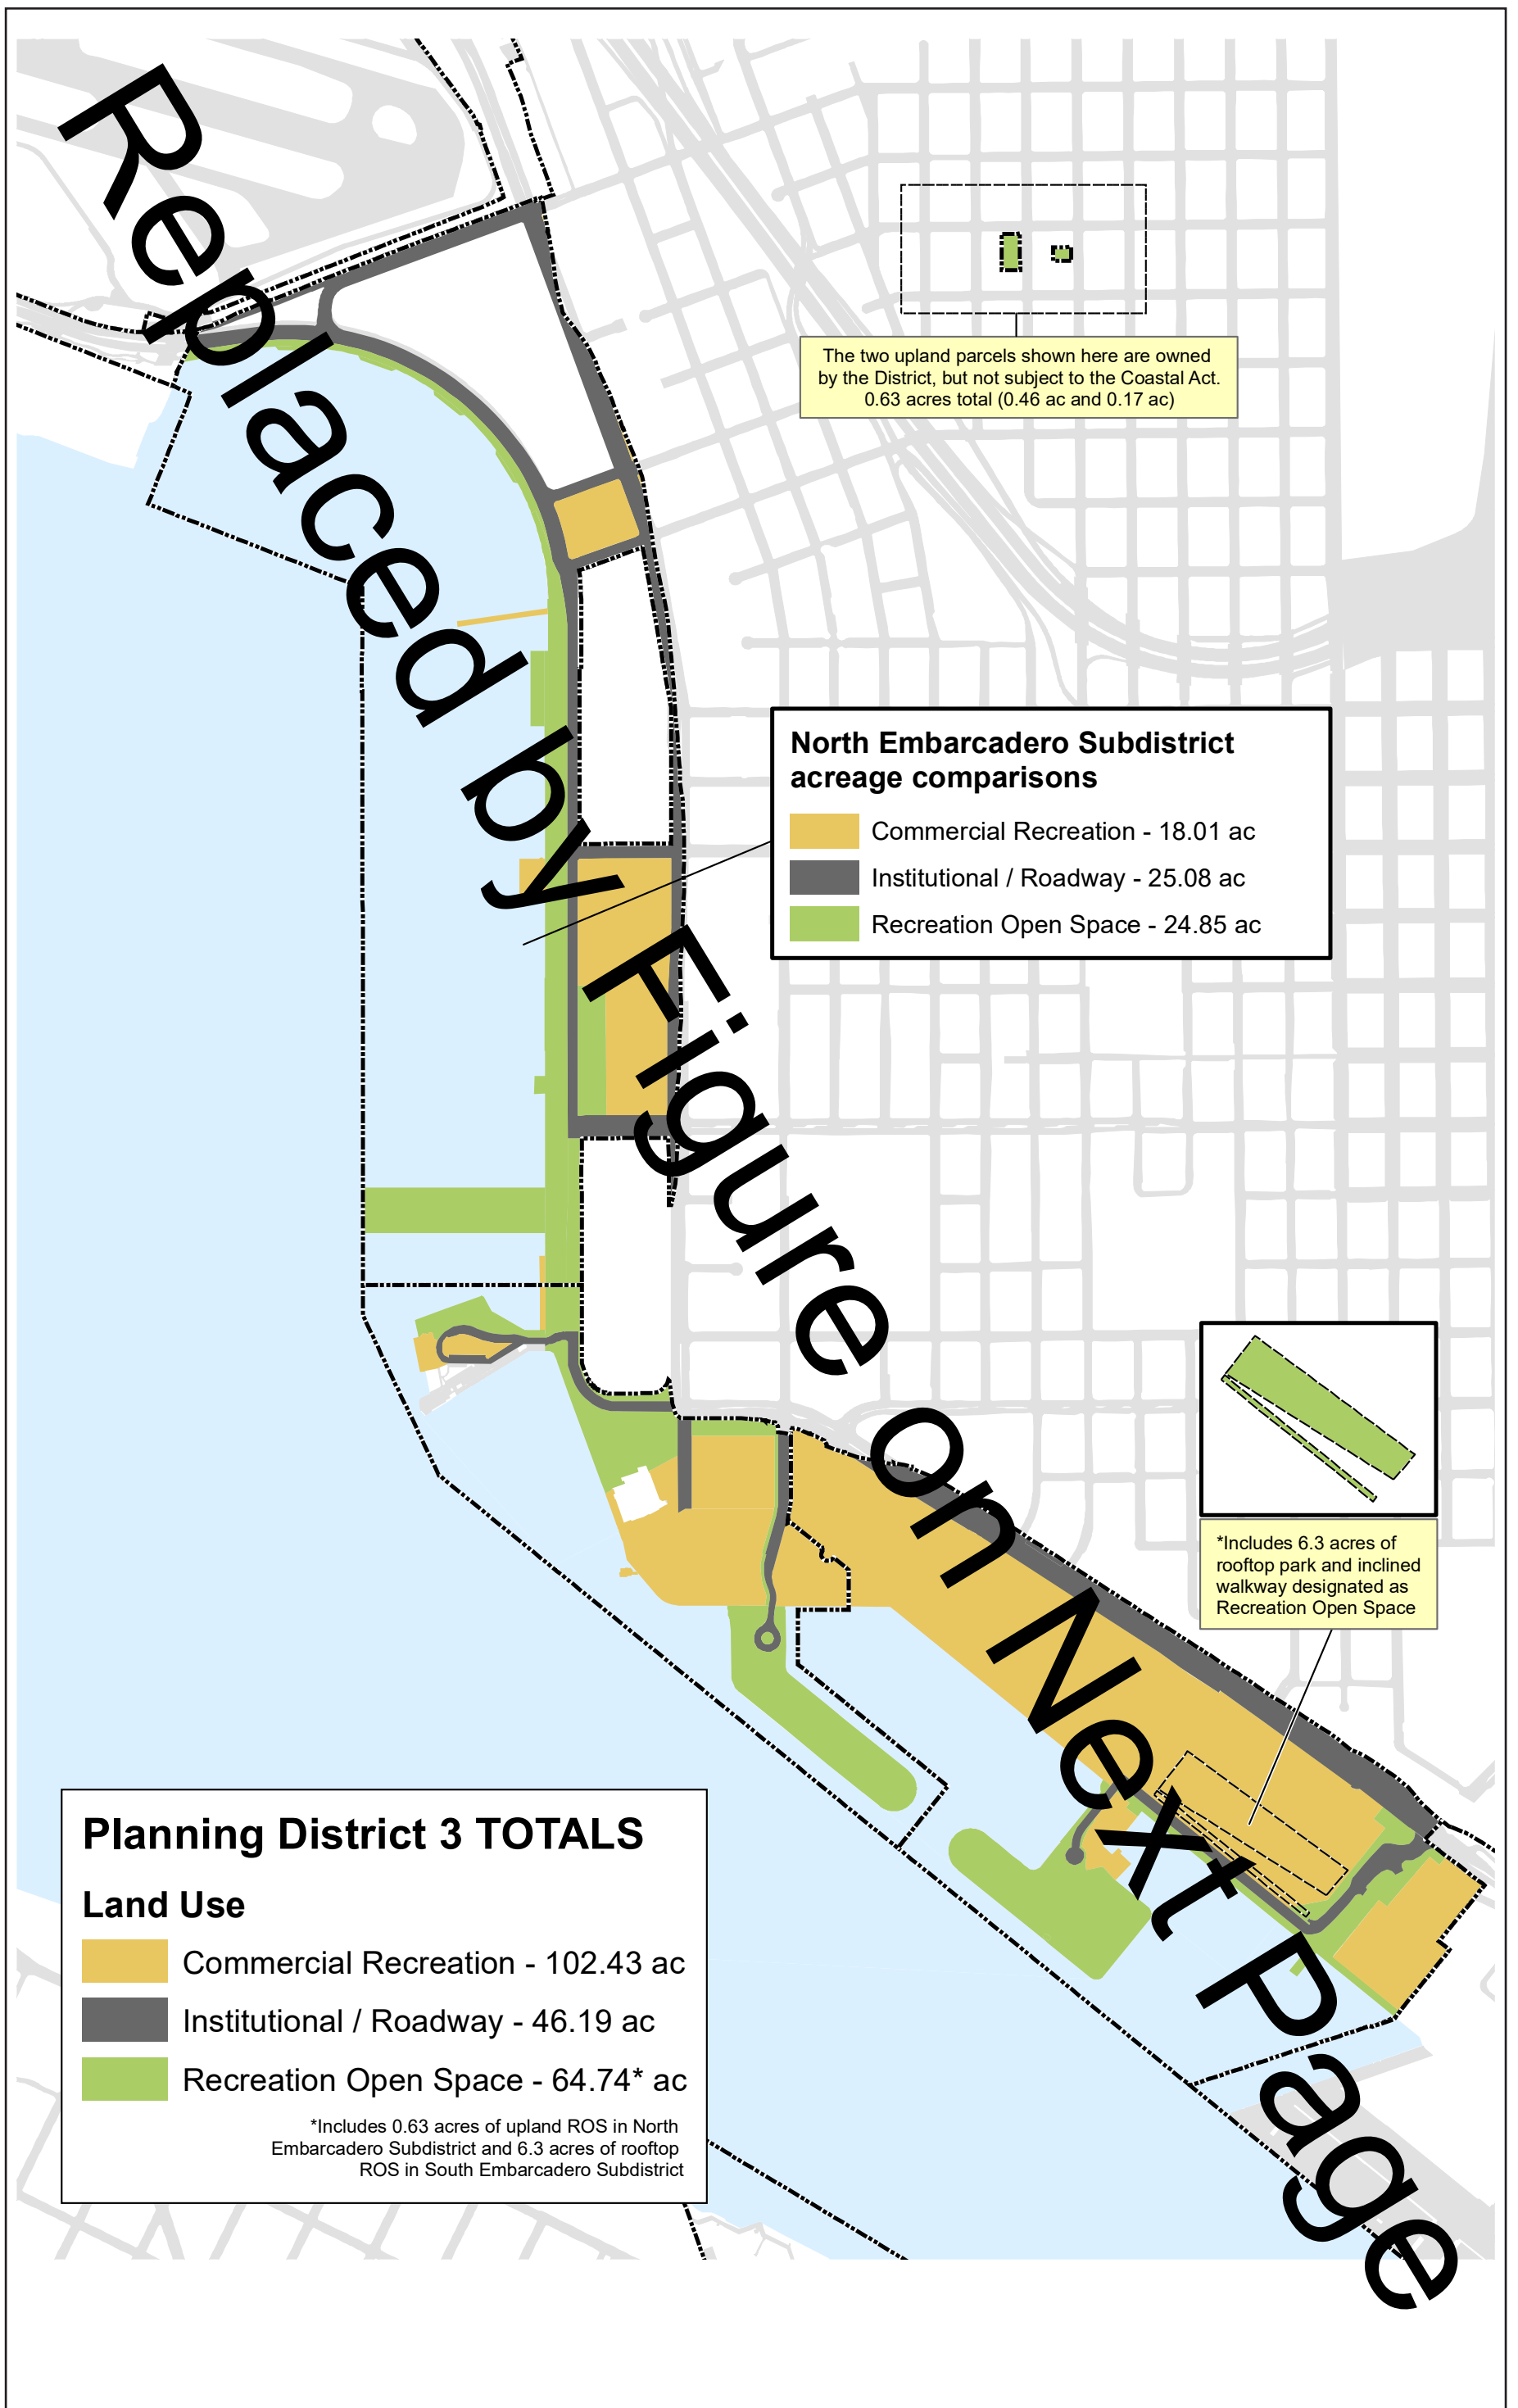 Replaced by Figure on Next Page
The two upland parcels shown here are owned
by the District, but not subject to the Coastal Act.
0.63 acres total (0.46 ac and 0.17 ac)
North Embarcadero Subdistrict
acreage comparisons
Commercial Recreation - 18.01 ac
Institutional / Roadway - 25.08 ac
Recreation Open Space - 24.85 ac
*Includes 6.3 acres of
rooftop park and inclined
walkway designated as
Recreation Open Space
Planning District 3 TOTALS
Land Use
Commercial Recreation - 102.43 ac
Institutional / Roadway - 46.19 ac
Recreation Open Space - 64.74* ac
*Includes 0.63 acres of upland ROS in North
Embarcadero Subdistrict and 6.3 acres of rooftop
ROS in South Embarcadero Subdistrict